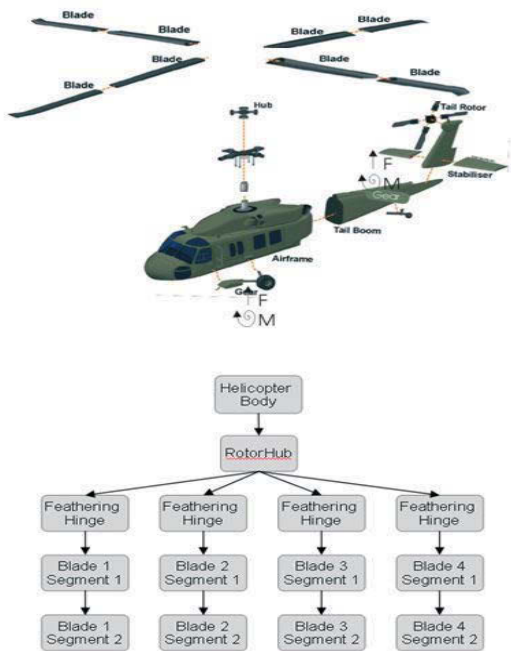 Blade
Blade
Blade
Blade
Blade
Blade
Blade
Blade
Hub
Tail Rotor
F
M
Stabiliser
Gear
Tail Boom
Airframe
Gear
F
M
Helicopter
Body
RotorHub
Feathering
Hinge
Feathering
Hinge
Feathering
Hinge
Feathering
Hinge
Blade 1
Segment 1
Blade 2
Segment 1
Blade 3
Segment 1
Blade 4
Segment 1
Blade 1
Segment 2
Blade 2
Segment 2
Blade 3
Segment 2
Blade 4
Segment 2